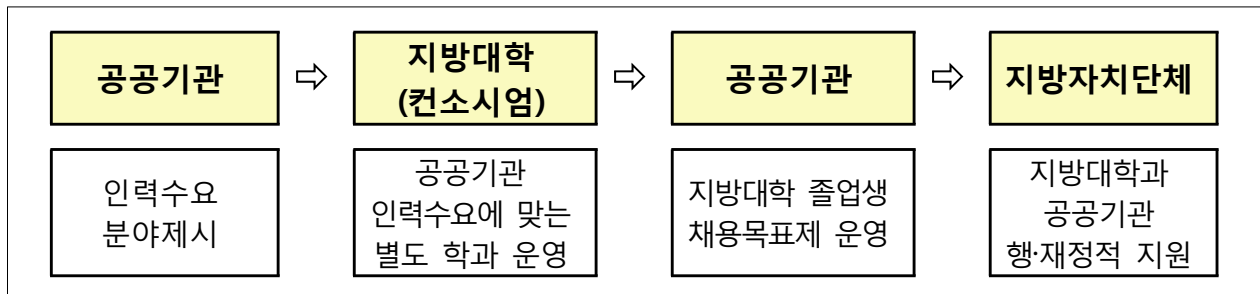 공공기관
⇨
지방대학
(컨소시엄)
⇨
공공기관
⇨
지방자치단체
인력수요
분야제시
공공기관
인력수요에 맞는
별도 학과 운영
지방대학 졸업생
채용목표제 운영
지방대학과
공공기관
행·재정적 지원